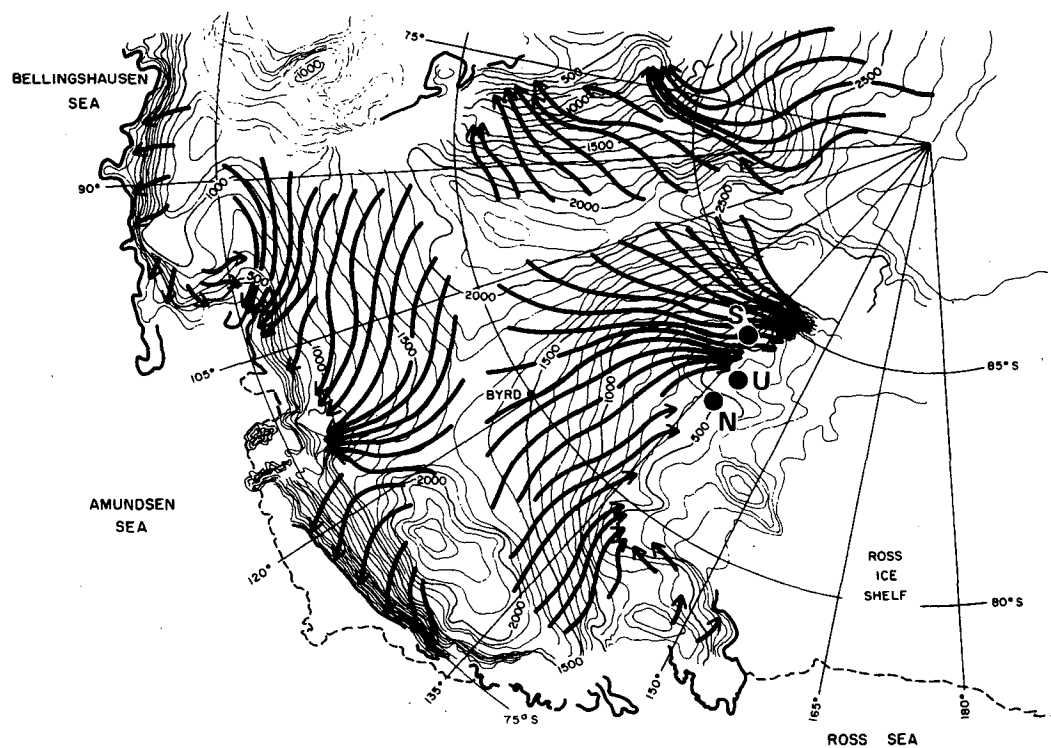 75°
BELLINGSHAUSEN
SEA
1000
500
1000
2500
1500
90°
1000
2000
2500
500
2000
S
1000
1500
1500
105°
BYRD
1000
U
85°S
N
500
2000
AMUNDSEN
SEA
120°
ROSS
ICE
SHELF
80°S
2000
1500
135°
75°S
150°
165°
180°
ROSS SEA